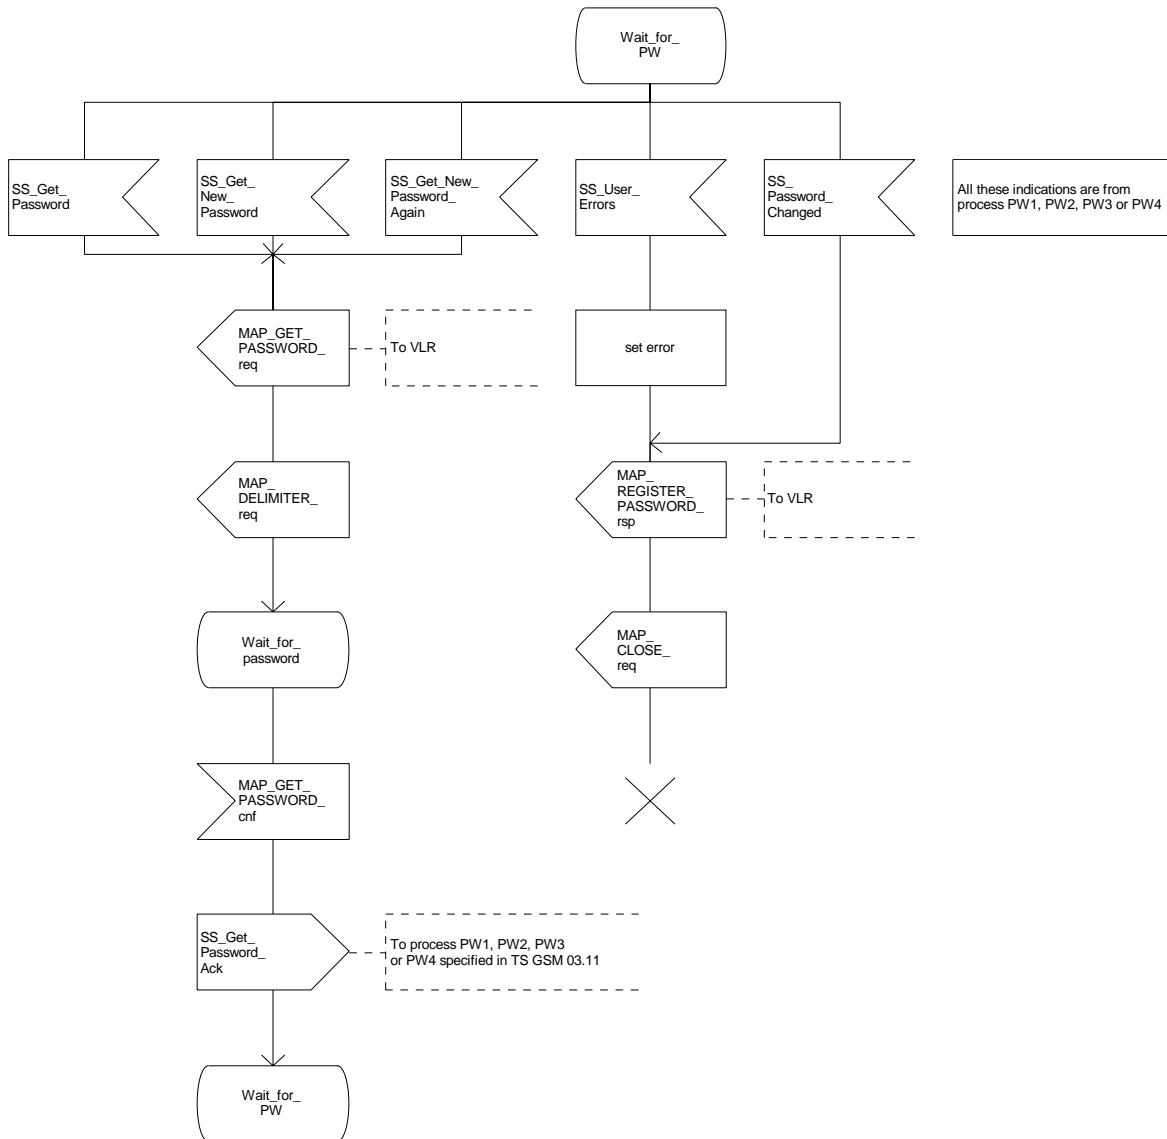 Wait_for_
PW
SS_Get_
Password
SS_Get_
New_
Password
SS_Get_New_
Password_
Again
SS_User_
Errors
SS_
Password_
Changed
All these indications are from
process PW1, PW2, PW3 or PW4
MAP_GET_
PASSWORD_
req
To VLR
set error
MAP_
DELIMITER_
req
MAP_
REGISTER_
PASSWORD_
rsp
To VLR
Wait_for_
password
MAP_
CLOSE_
req
MAP_GET_
PASSWORD_
cnf
SS_Get_
Password_
Ack
To process PW1, PW2, PW3
or PW4 specified in TS GSM 03.11
Wait_for_
PW